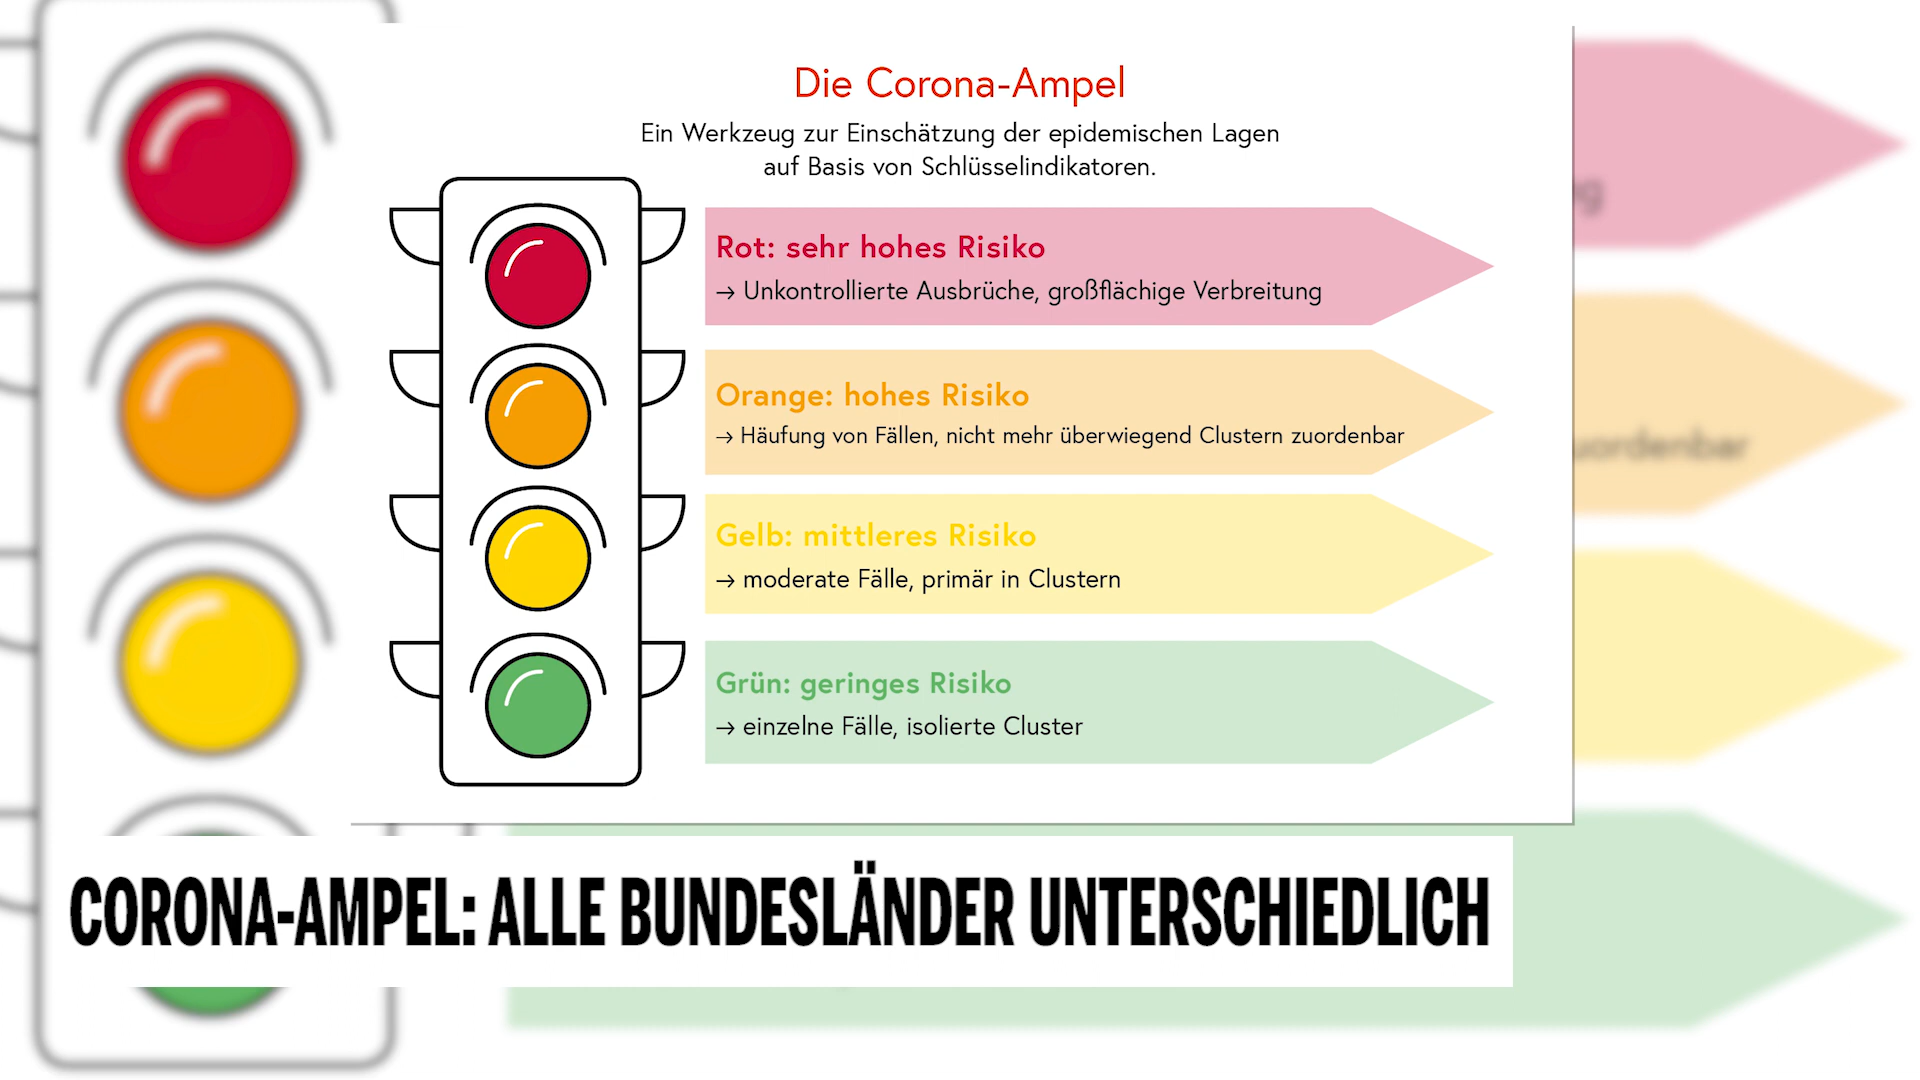 Die Corona-Ampel
Ein Werkzeug zur Einschätzung der epidemischen Lagen
auf Basis von Schlüsselindikatoren.
Rot: sehr hohes Risiko
→ Unkontrollierte Ausbrüche, großflächige Verbreitung
Orange: hohes Risiko
→ Häufung von Fällen, nicht mehr überwiegend Clustern zuordenbar
Gelb: mittleres Risiko
→ moderate Fälle, primär in Clustern
Grün: geringes Risiko
→ einzelne Fälle, isolierte Cluster
CORONA-AMPEL: ALLE BUNDESLÄNDER UNTERSCHIEDLICH